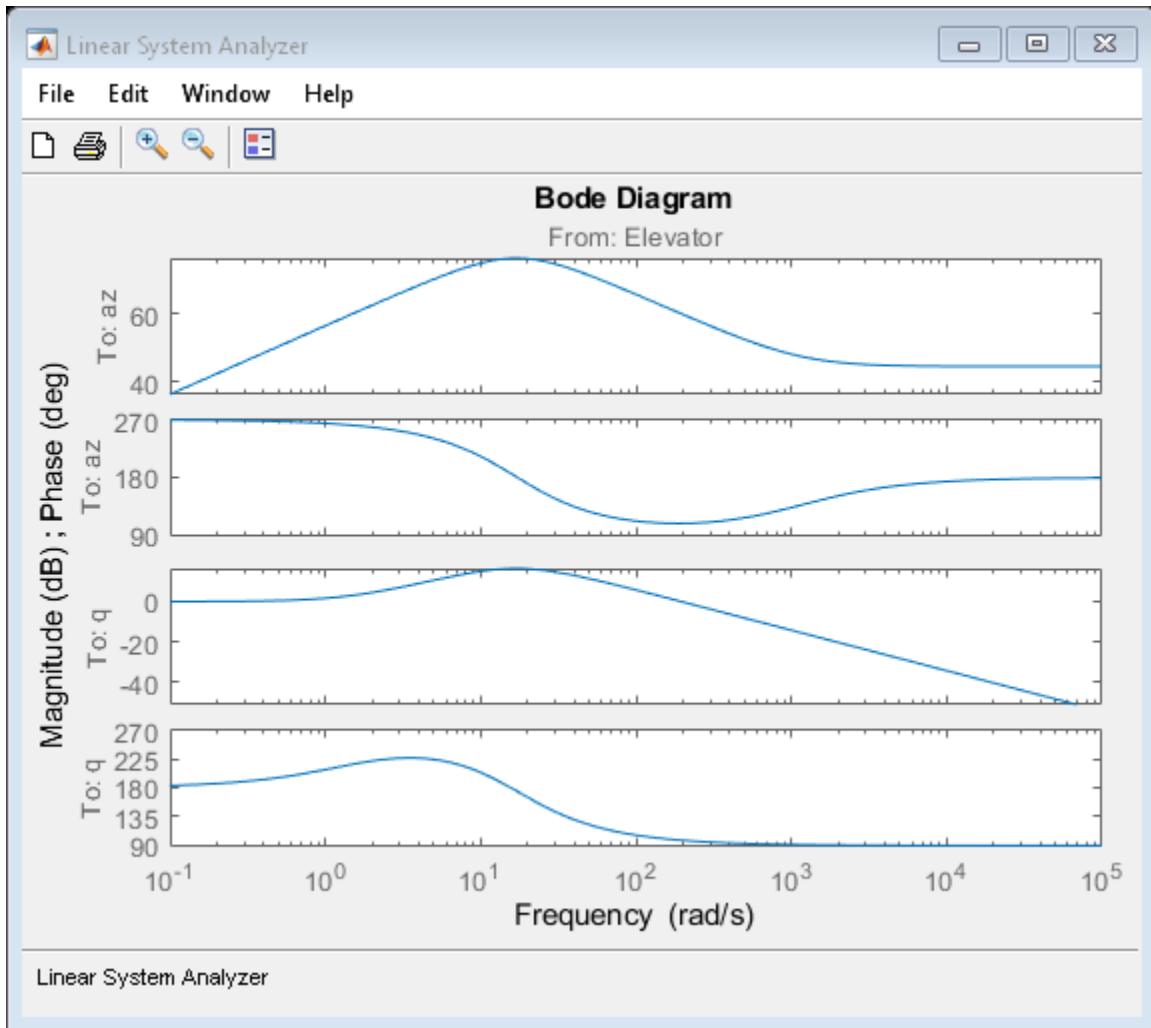 Linear System Analyzer
File Edit Window Help
Bode Diagram
From: Elevator
Magnitude (dB) ; Phase (deg)
To: az
60
40
To: az
270
180
90
To: q
0
-20
-40
To: q
270
225
180
135
90
10^-1 10^0 10^1 10^2 10^3 10^4 10^5
Frequency (rad/s)
Linear System Analyzer